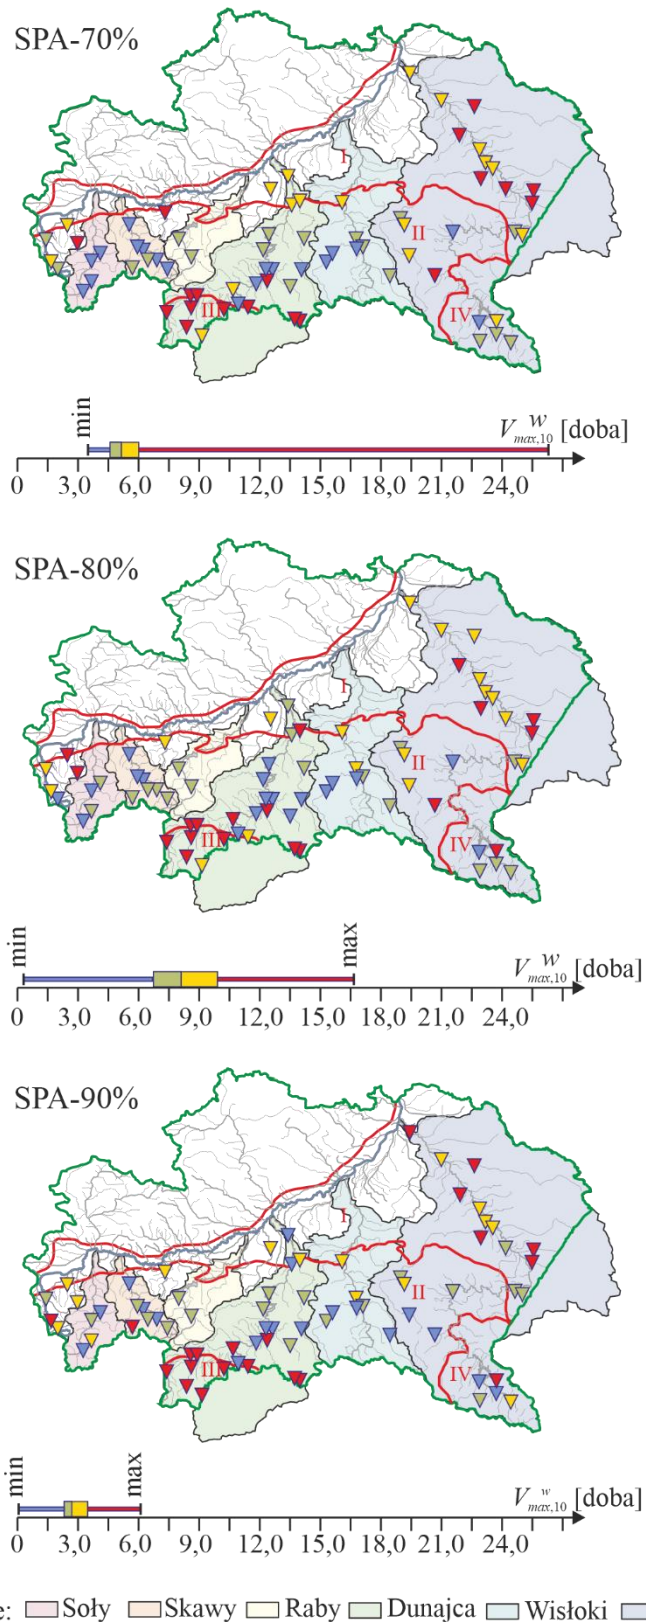 SPA-70%
I
II
III
IV
min
V max,10 w [doba]
0 3,0 6,0 9,0 12,0 15,0 18,0 21,0 24,0
SPA-80%
I
II
III
IV
min max
V max,10 w [doba]
0 3,0 6,0 9,0 12,0 15,0 18,0 21,0 24,0
SPA-90%
I
II
III
IV
min max
V max,10 w [doba]
0 3,0 6,0 9,0 12,0 15,0 18,0 21,0 24,0
e: Soły Skawy Raby Dunajca Wisłoki